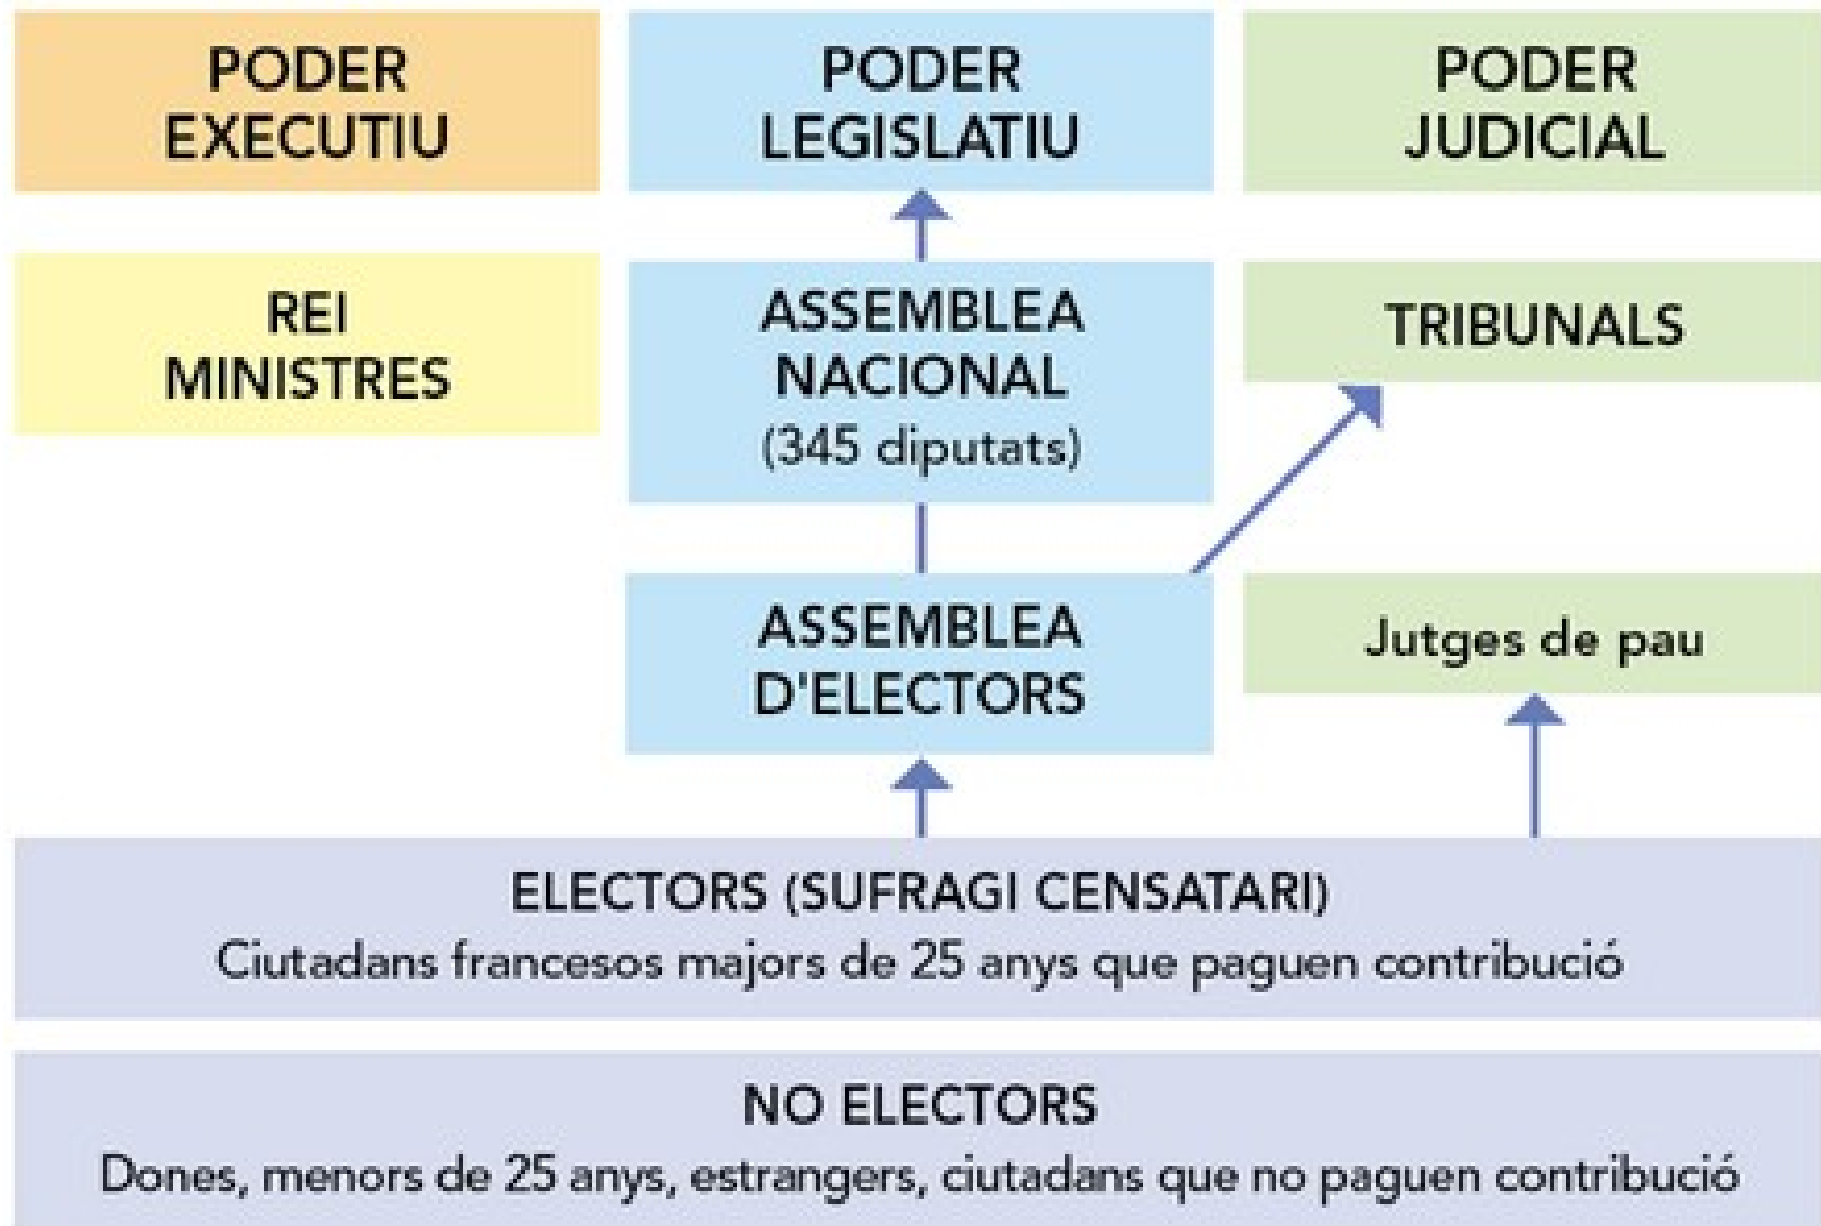 PODER
EXECUTIU
PODER
LEGISLATIU
PODER
JUDICIAL
REI
MINISTRES
ASSEMBLEA
NACIONAL
(345 diputats)
TRIBUNALS
ASSEMBLEA
D'ELECTORS
Jutges de pau
ELECTORS (SUFRAGI CENSATARI)
Ciutadans francesos majors de 25 anys que paguen contribució
NO ELECTORS
Dones, menors de 25 anys, estrangers, ciutadans que no paguen contribució